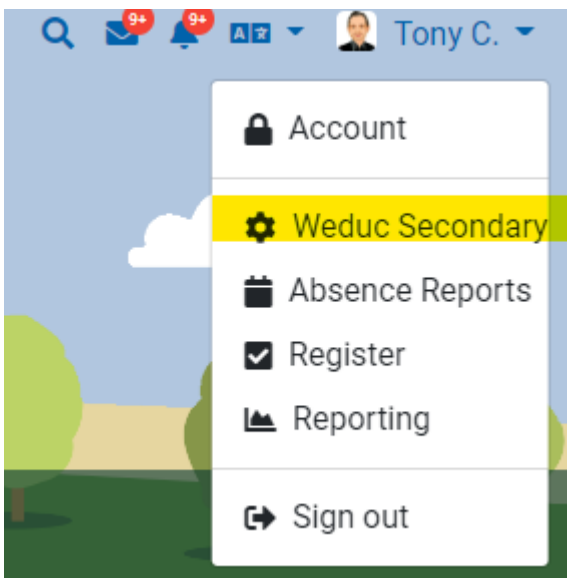 9+ 9+ A Tony C.
Account
Weduc Secondary
Absence Reports
Register
Reporting
Sign out